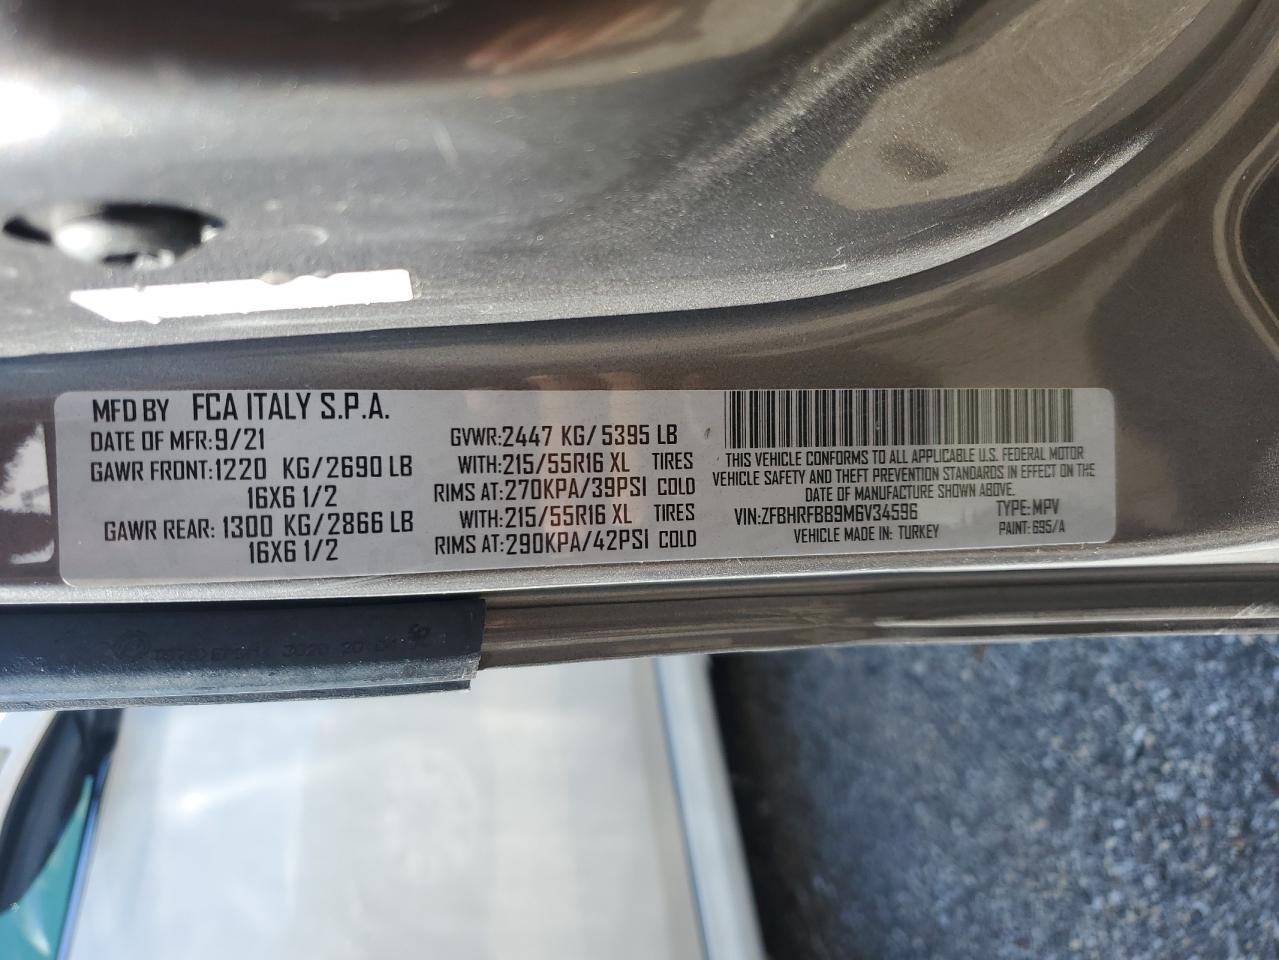 MFD BY FCA ITALY S.P.A.
DATE OF MFR:9/21
GAWR FRONT:1220 KG/2690 LB
16X6 1/2
GAWR REAR: 1300 KG/2866 LB
16X6 1/2
GVWR:2447 KG/5395 LB
WITH:215/55R16 XL TIRES
RIMS AT:270KPA/39PSI COLD
WITH:215/55R16 XL TIRES
RIMS AT:290KPA/42PSI COLD
THIS VEHICLE CONFORMS TO ALL APPLICABLE U.S. FEDERAL MOTOR
VEHICLE SAFETY AND THEFT PREVENTION STANDARDS IN EFFECT ON THE
DATE OF MANUFACTURE SHOWN ABOVE.
VIN:ZFBHRFBB9M6V34596 TYPE: MPV
VEHICLE MADE IN: TURKEY PAINT: 695/A